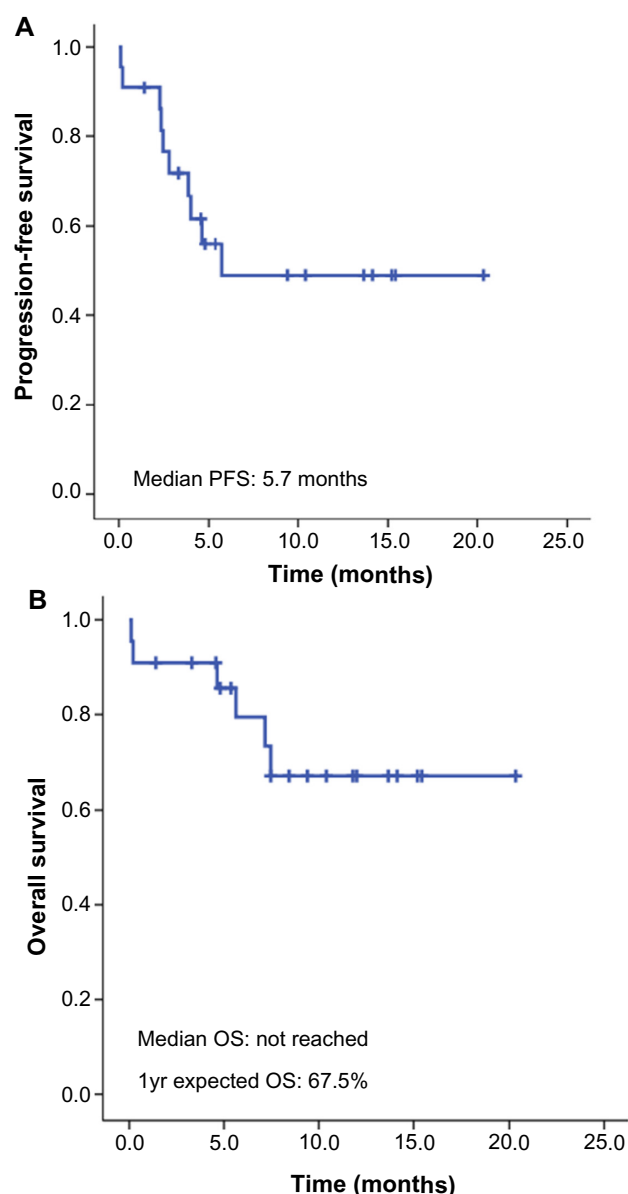 A
1.0
0.8
0.6
0.4
0.2
0.0
Progression-free survival
Median PFS: 5.7 months
0.0 5.0 10.0 15.0 20.0 25.0
Time (months)
B
1.0
0.8
0.6
0.4
0.2
0.0
Overall survival
Median OS: not reached
1yr expected OS: 67.5%
0.0 5.0 10.0 15.0 20.0 25.0
Time (months)